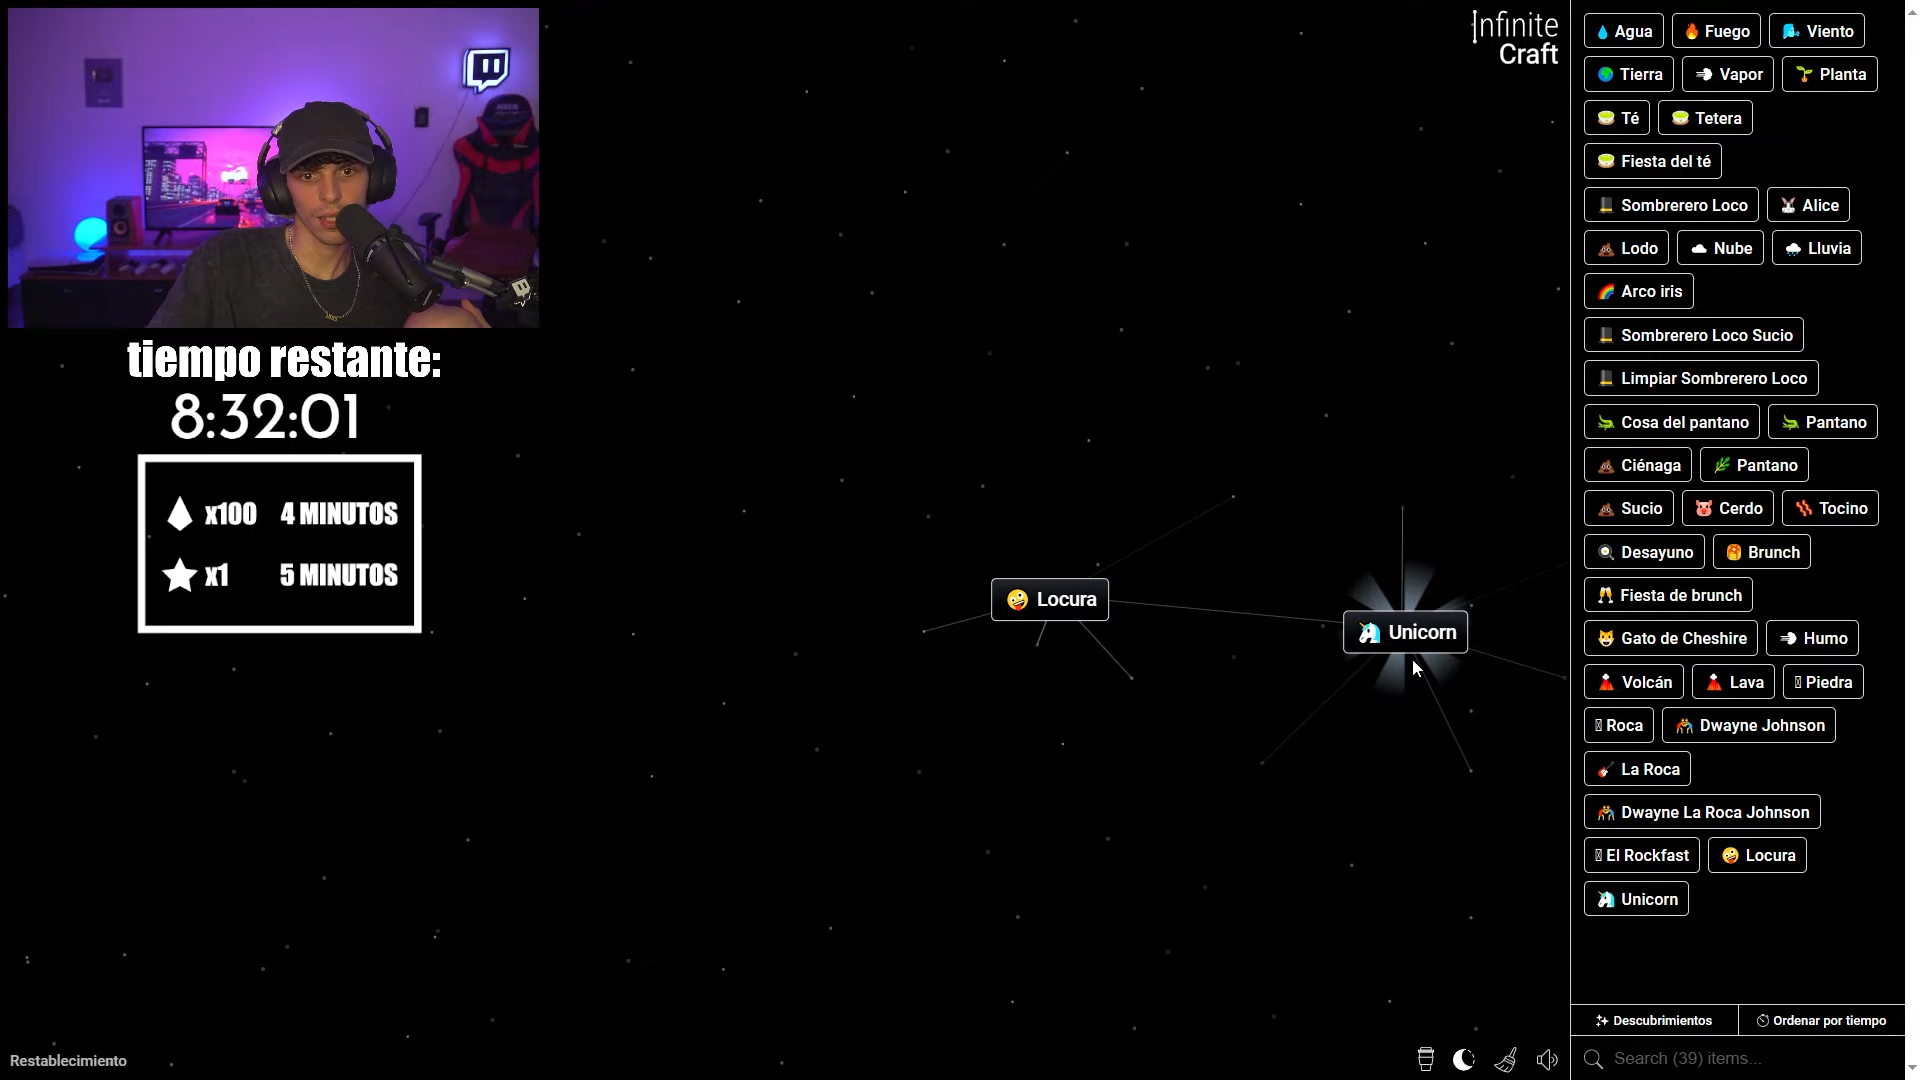 Infinite
Craft
tiempo restante:
8:32:01
x100 4 MINUTOS
x1 5 MINUTOS
Locura
Unicorn
Agua Fuego Viento
Tierra Vapor Planta
Té Tetera
Fiesta del té
Sombrerero Loco Alice
Lodo Nube Lluvia
Arco iris
Sombrerero Loco Sucio
Limpiar Sombrerero Loco
Cosa del pantano Pantano
Ciénaga Pantano
Sucio Cerdo Tocino
Desayuno Brunch
Fiesta de brunch
Gato de Cheshire Humo
Volcán Lava Piedra
Roca Dwayne Johnson
La Roca
Dwayne La Roca Johnson
El Rockfast Locura
Unicorn
Descubrimientos Ordenar por tiempo
Search (39) items...
Restablecimiento